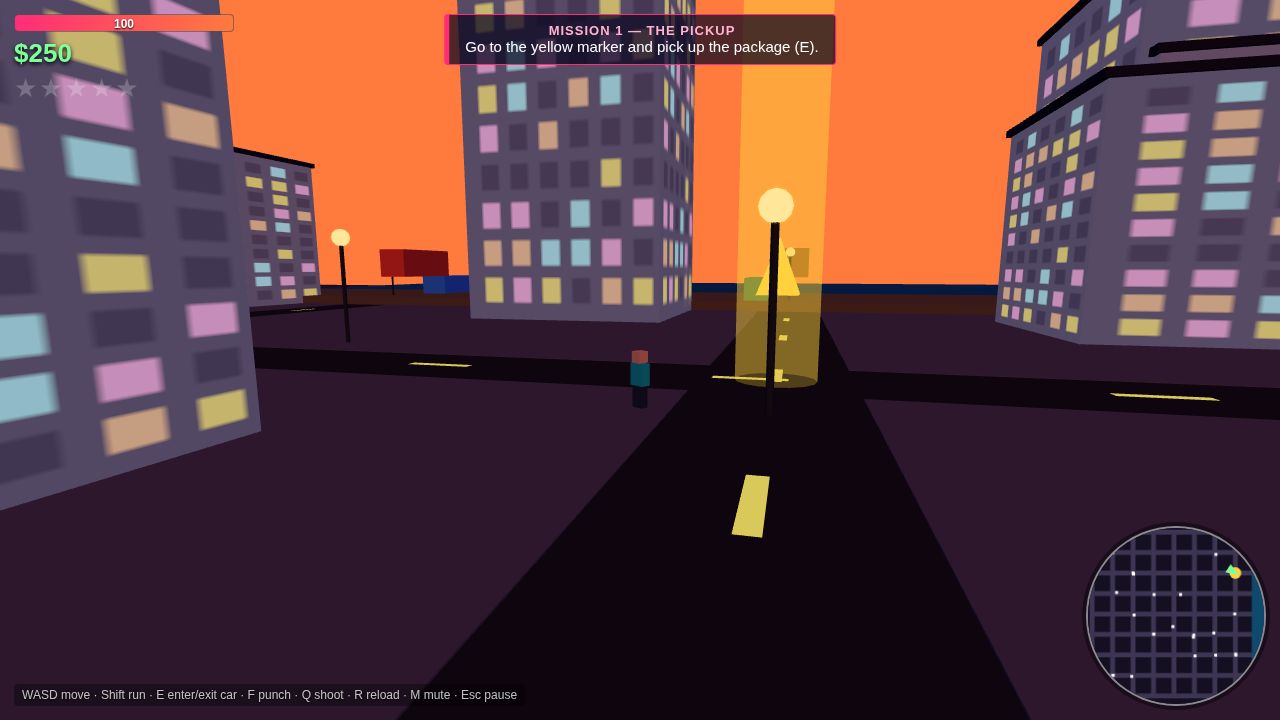 100
MISSION 1 — THE PICKUP
Go to the yellow marker and pick up the package (E).
$250
WASD move · Shift run · E enter/exit car · F punch · Q shoot · R reload · M mute · Esc pause